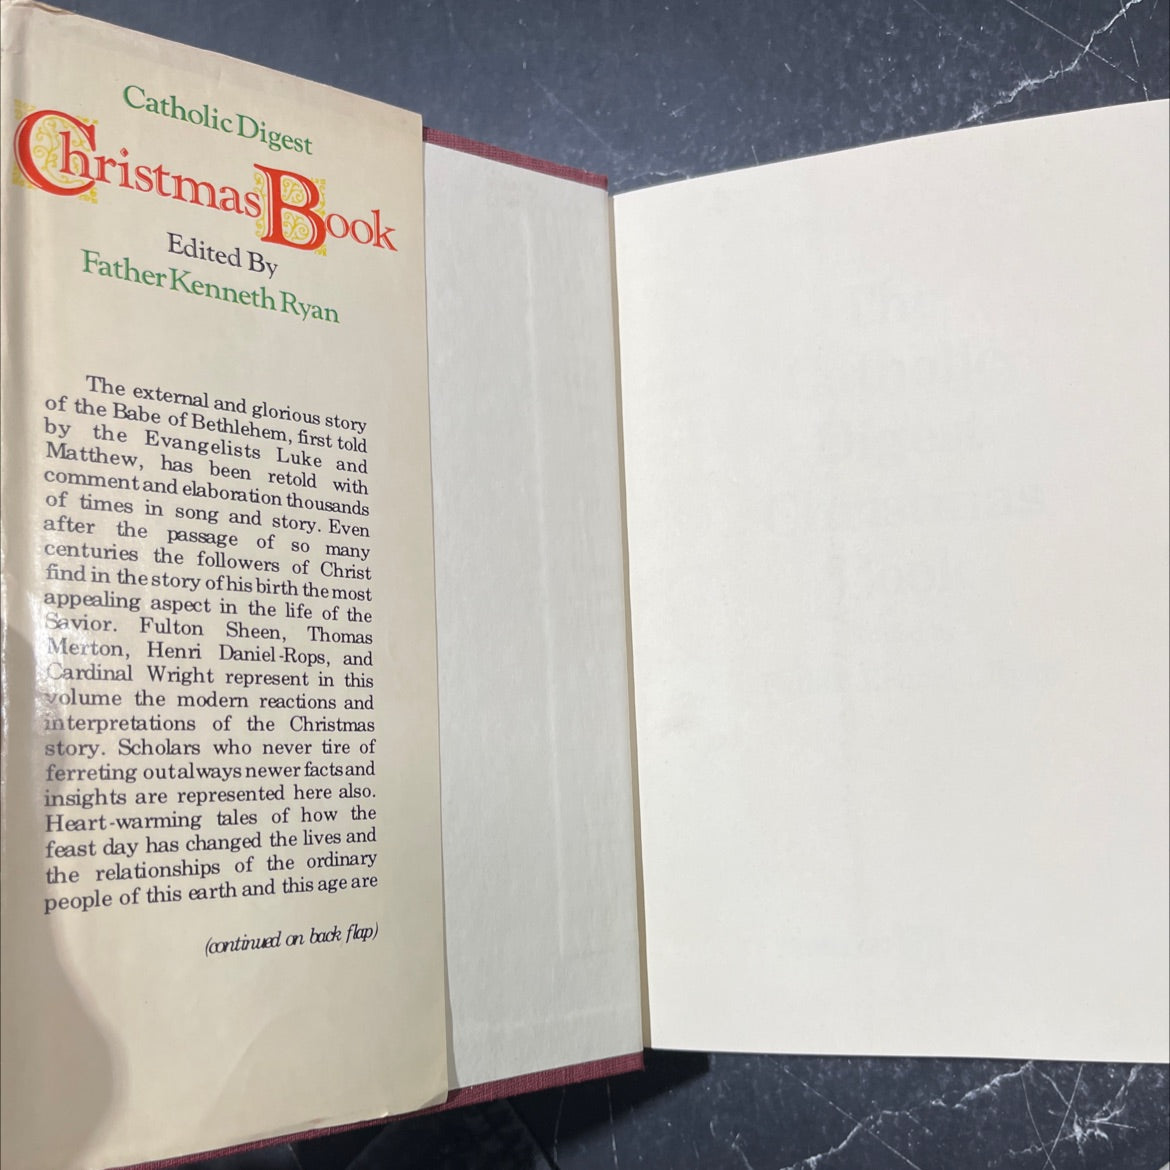 Catholic Digest
Christmas Book
Edited By
Father Kenneth Ryan
The external and glorious story
of the Babe of Bethlehem, first told
by the Evangelists Luke and
Matthew, has been retold with
comment and elaboration thousands
of times in song and story. Even
after the passage of so many
centuries the followers of Christ
find in the story of his birth the most
appealing aspect in the life of the
Savior. Fulton Sheen, Thomas
Merton, Henri Daniel-Rops, and
Cardinal Wright represent in this
volume the modern reactions and
interpretations of the Christmas
story. Scholars who never tire of
ferreting out always newer facts and
insights are represented here also.
Heart-warming tales of how the
feast day has changed the lives and
the relationships of the ordinary
people of this earth and this age are
(continued on back flap)